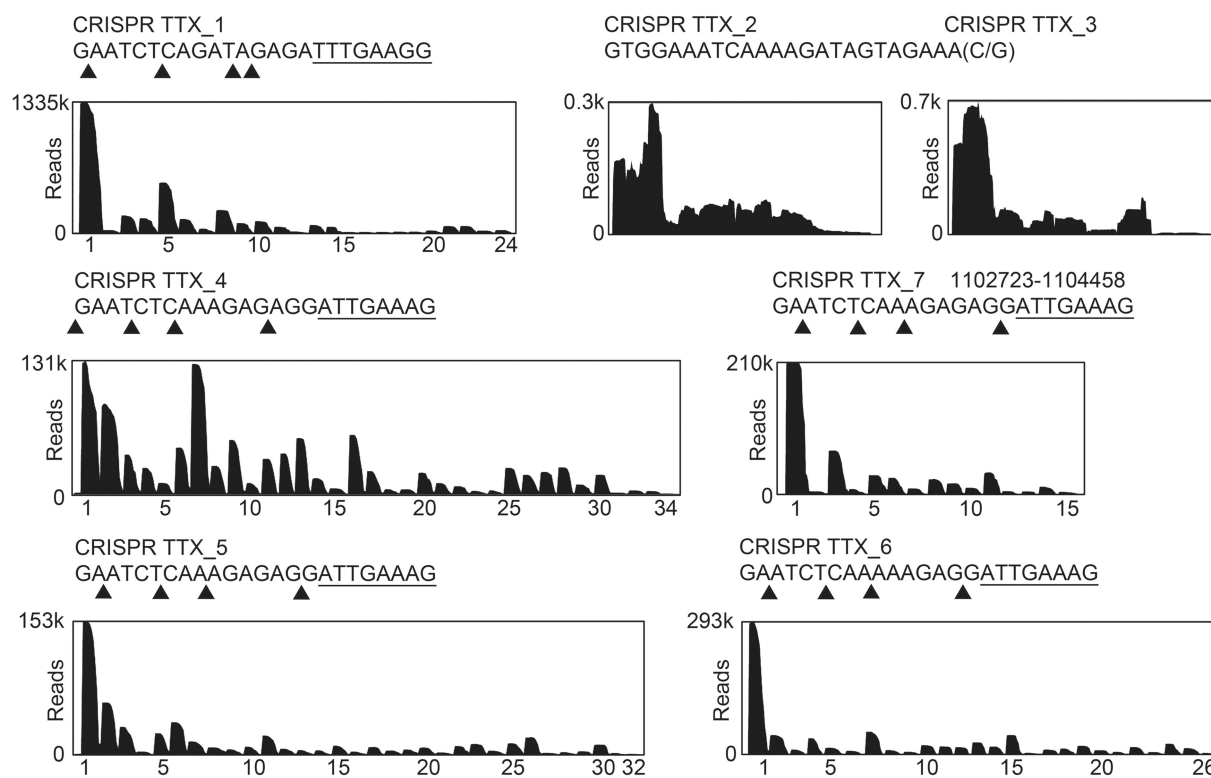 CRISPR TTX_1
GAATCTCAGATAGAGATTTGAAGG
1335k
Reads
0
1 5 10 15 20 24
CRISPR TTX_2 CRISPR TTX_3
GTGGAAATCAAAAGATAGTAGAAA(C/G)
0.3k
Reads
0
0.7k
Reads
0
CRISPR TTX_4
GAATCTCAAAGAGAGGATTGAAAG
131k
Reads
0
1 5 10 15 20 25 30 34
CRISPR TTX_7 1102723-1104458
GAATCTCAAAGAGAGGATTGAAAG
210k
Reads
0
1 5 10 15
CRISPR TTX_5
GAATCTCAAAGAGAGGATTGAAAG
153k
Reads
0
1 5 10 15 20 25 30 32
CRISPR TTX_6
GAATCTCAAAAAGAGGATTGAAAG
293k
Reads
0
1 5 10 15 20 26